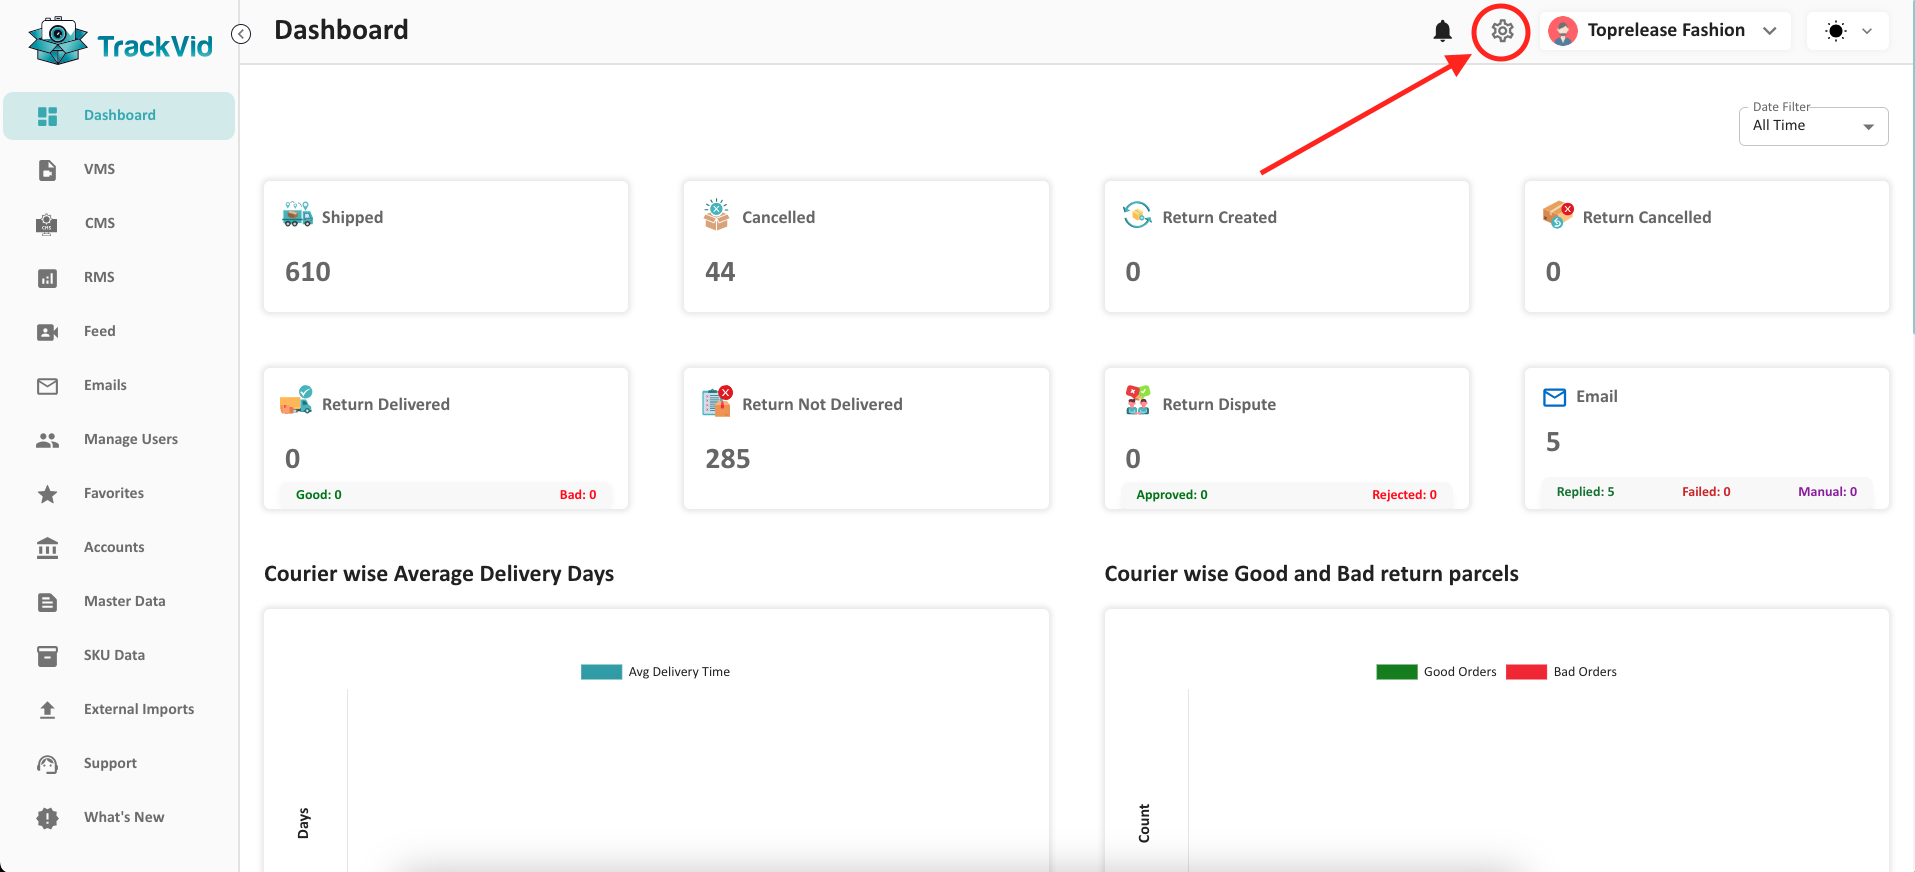 TrackVid
Dashboard
Toprelease Fashion
Dashboard
VMS
CMS
RMS
Feed
Emails
Manage Users
Favorites
Accounts
Master Data
SKU Data
External Imports
Support
What's New
Date Filter
All Time
Shipped
610
Cancelled
44
Return Created
0
Return Cancelled
0
Return Delivered
0
Good: 0 Bad: 0
Return Not Delivered
285
Return Dispute
0
Approved: 0 Rejected: 0
Email
5
Replied: 5 Failed: 0 Manual: 0
Courier wise Average Delivery Days
Avg Delivery Time
Days
Courier wise Good and Bad return parcels
Good Orders Bad Orders
Count